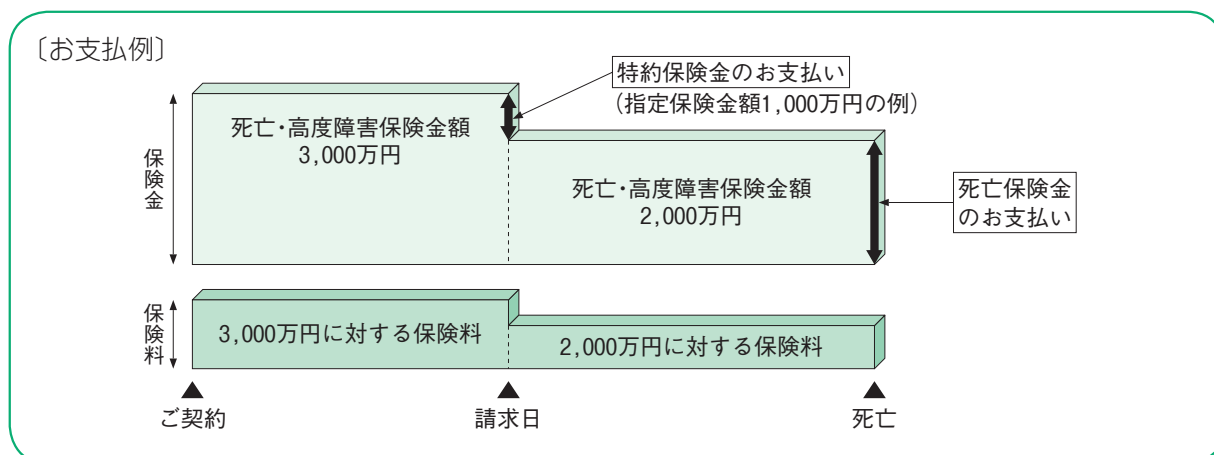 〔お支払例〕
特約保険金のお支払い
（指定保険金額1,000万円の例）
死亡・高度障害保険金額
3,000万円
保険金
死亡・高度障害保険金額
2,000万円
死亡保険金
のお支払い
保険料
3,000万円に対する保険料
2,000万円に対する保険料
ご契約
請求日
死亡